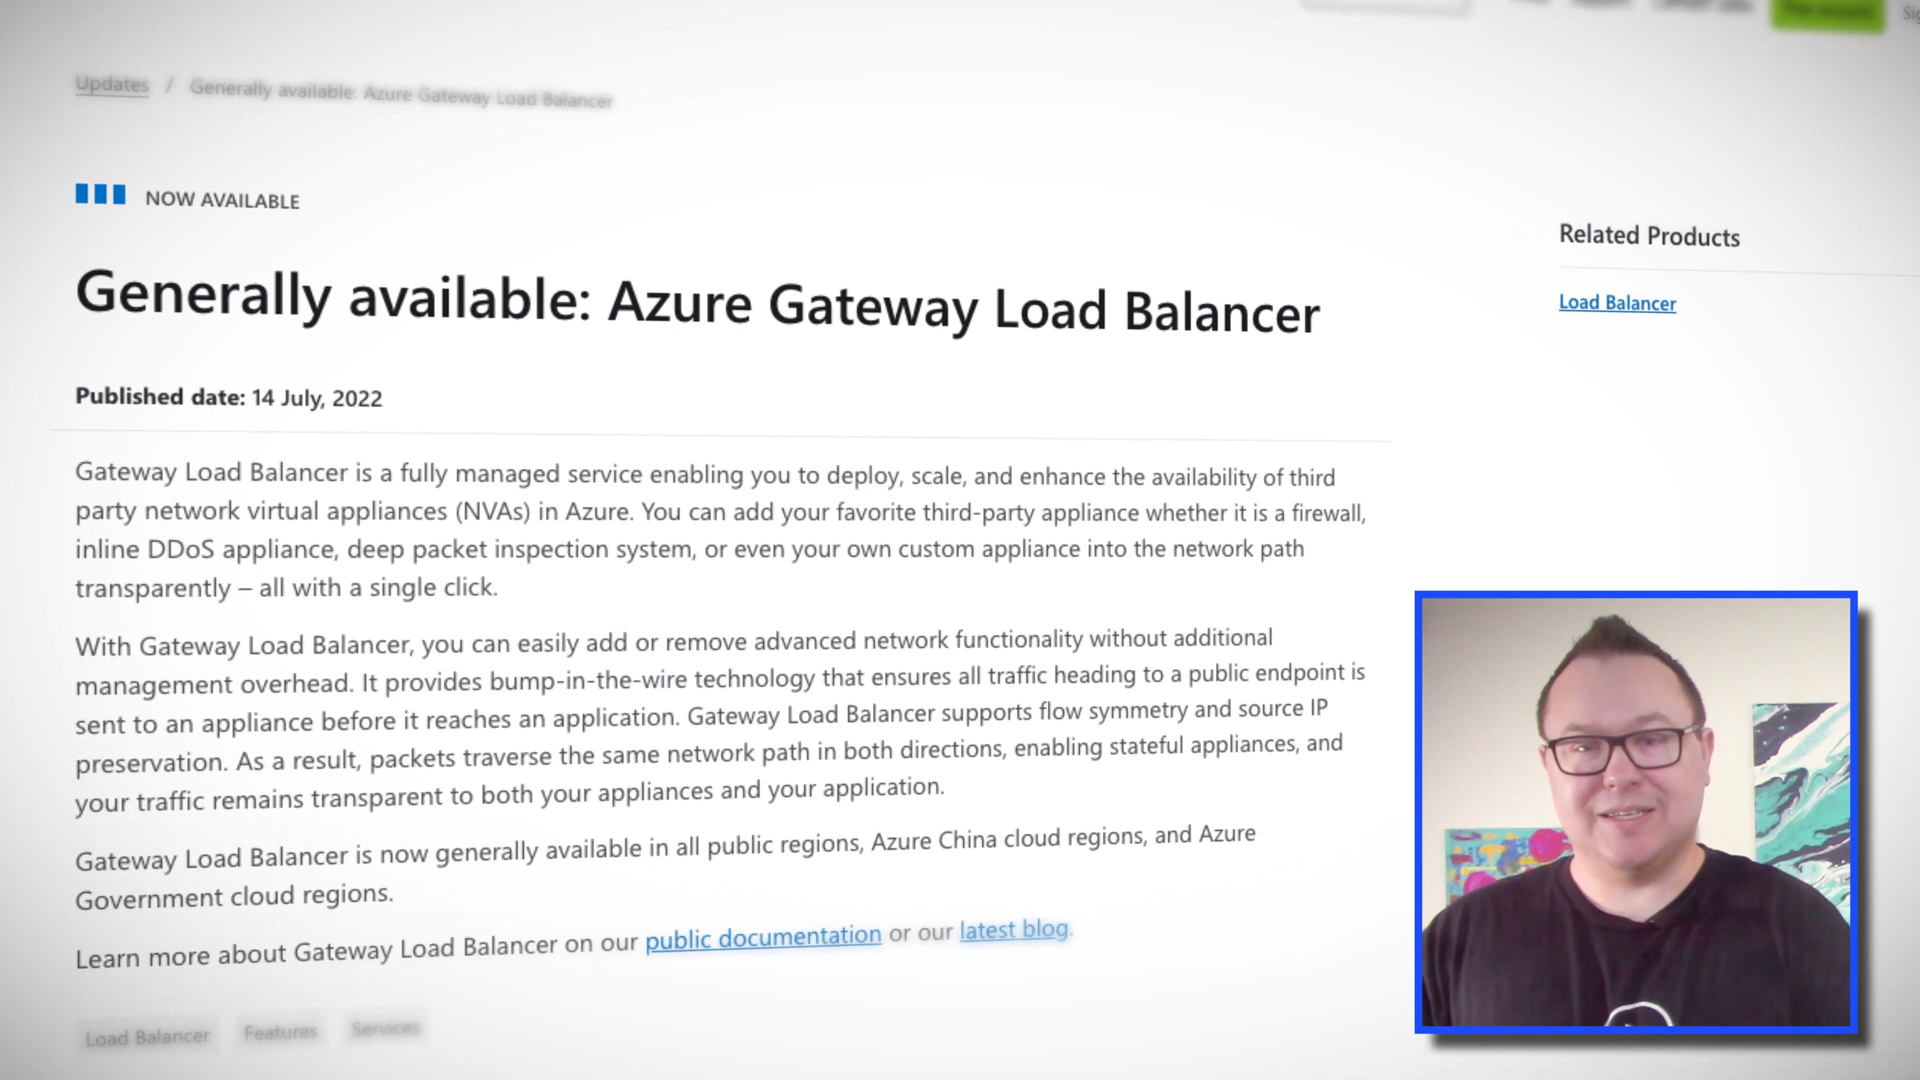 Updates / Generally available: Azure Gateway Load Balancer
NOW AVAILABLE
Generally available: Azure Gateway Load Balancer
Published date: 14 July, 2022
Gateway Load Balancer is a fully managed service enabling you to deploy, scale, and enhance the availability of third
party network virtual appliances (NVAs) in Azure. You can add your favorite third-party appliance whether it is a firewall,
inline DDoS appliance, deep packet inspection system, or even your own custom appliance into the network path
transparently – all with a single click.
With Gateway Load Balancer, you can easily add or remove advanced network functionality without additional
management overhead. It provides bump-in-the-wire technology that ensures all traffic heading to a public endpoint is
sent to an appliance before it reaches an application. Gateway Load Balancer supports flow symmetry and source IP
preservation. As a result, packets traverse the same network path in both directions, enabling stateful appliances, and
your traffic remains transparent to both your appliances and your application.
Gateway Load Balancer is now generally available in all public regions, Azure China cloud regions, and Azure
Government cloud regions.
Learn more about Gateway Load Balancer on our public documentation or our latest blog.
Load Balancer Features Services
Related Products
Load Balancer